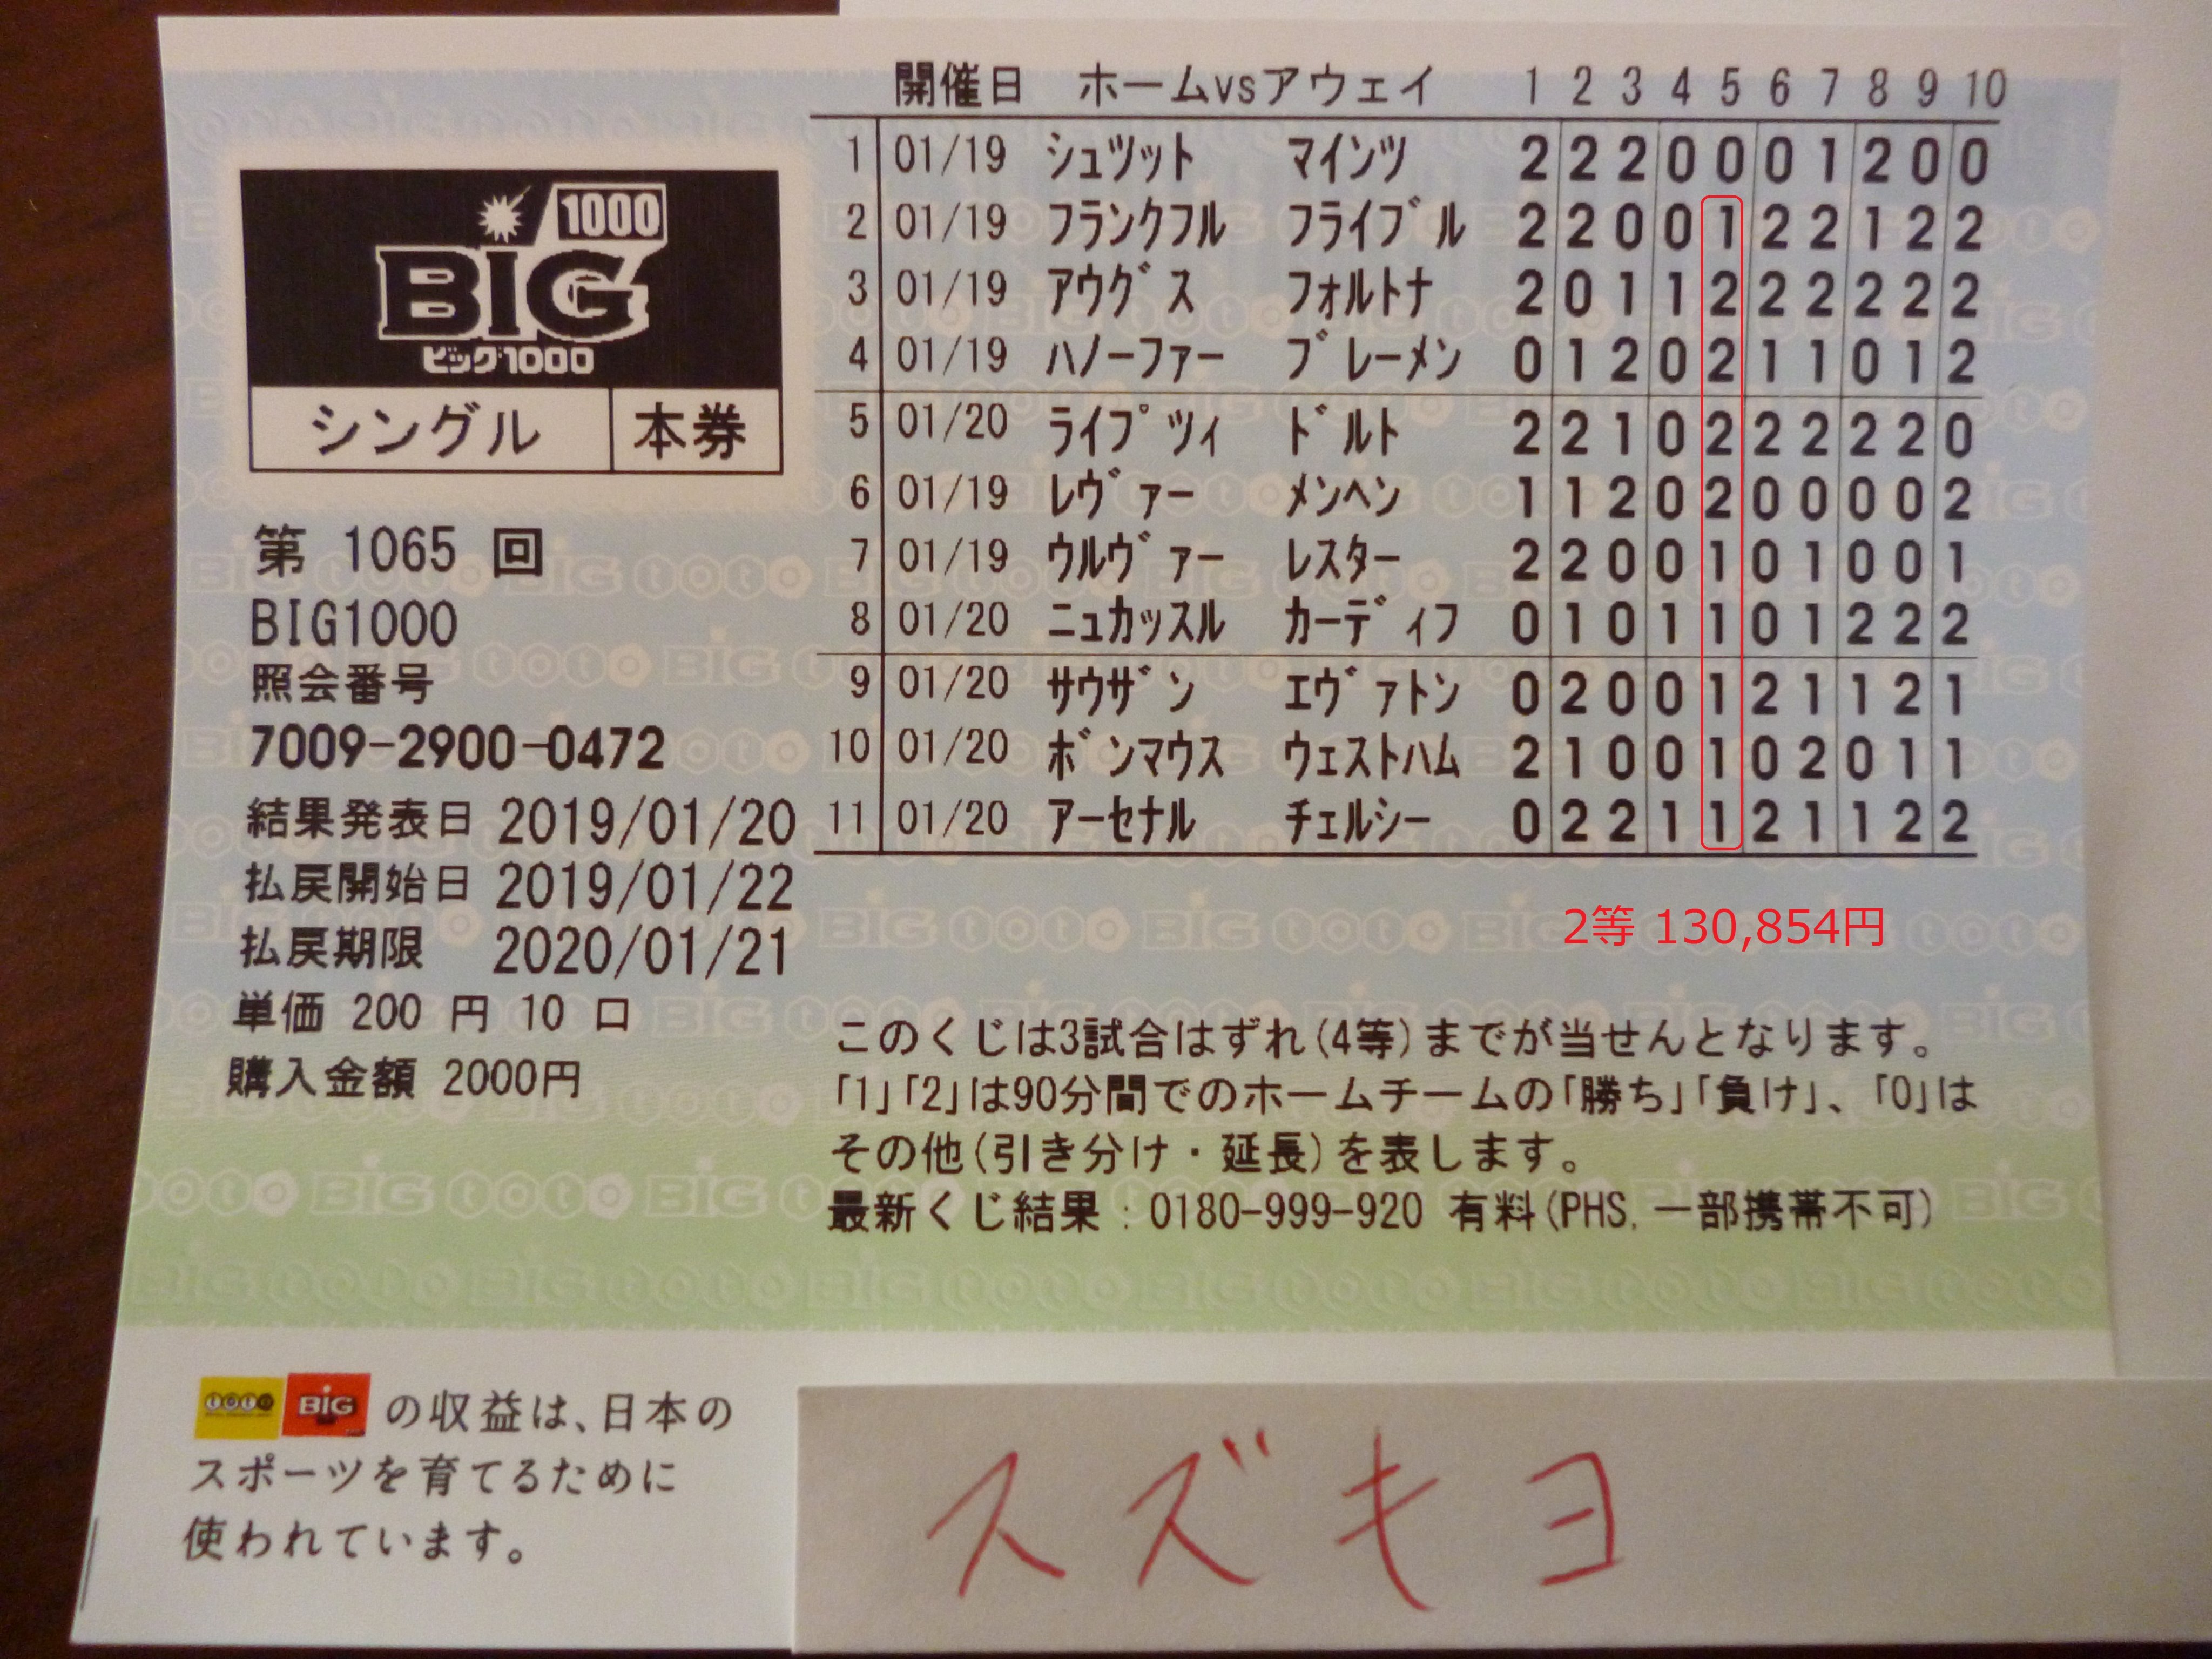 1000
BIG
ビッグ1000
シングル 本券
第 1065 回
BIG1000
照会番号
7009-2900-0472
結果発表日 2019/01/20
払戻開始日 2019/01/22
払戻期限 2020/01/21
単価 200 円 10 口
購入金額 2000円
開催日 ホームvsアウェイ 1 2 3 4 5 6 7 8 9 10
1 01/19 シュツット マインツ 2 2 2 0 0 0 1 2 0 0
2 01/19 フランクフル フライブル 2 2 0 0 1 2 2 1 2 2
3 01/19 アウグス フォルトナ 2 0 1 1 2 2 2 2 2 2
4 01/19 ハノーファー ブレーメン 0 1 2 0 2 1 1 0 1 2
5 01/20 ライプツィ ドルト 2 2 1 0 2 2 2 2 2 0
6 01/19 レヴァー メンヘン 1 1 2 0 2 0 0 0 0 2
7 01/19 ウルヴァー レスター 2 2 0 0 1 0 1 0 0 1
8 01/20 ニュカッスル カーディフ 0 1 0 1 1 0 1 2 2 2
9 01/20 サウザン エヴァトン 0 2 0 0 1 2 1 1 2 1
10 01/20 ボンマウス ウェストハム 2 1 0 0 1 0 2 0 1 1
11 01/20 アーセナル チェルシー 0 2 2 1 1 2 1 1 2 2
2等 130,854円
このくじは3試合はずれ(4等)までが当せんとなります。
「1」「2」は90分間でのホームチームの「勝ち」「負け」、「0」は
その他(引き分け・延長)を表します。
最新くじ結果:0180-999-920 有料(PHS,一部携帯不可)
toto BIG の収益は、日本の
スポーツを育てるために
使われています。
スズキヨ